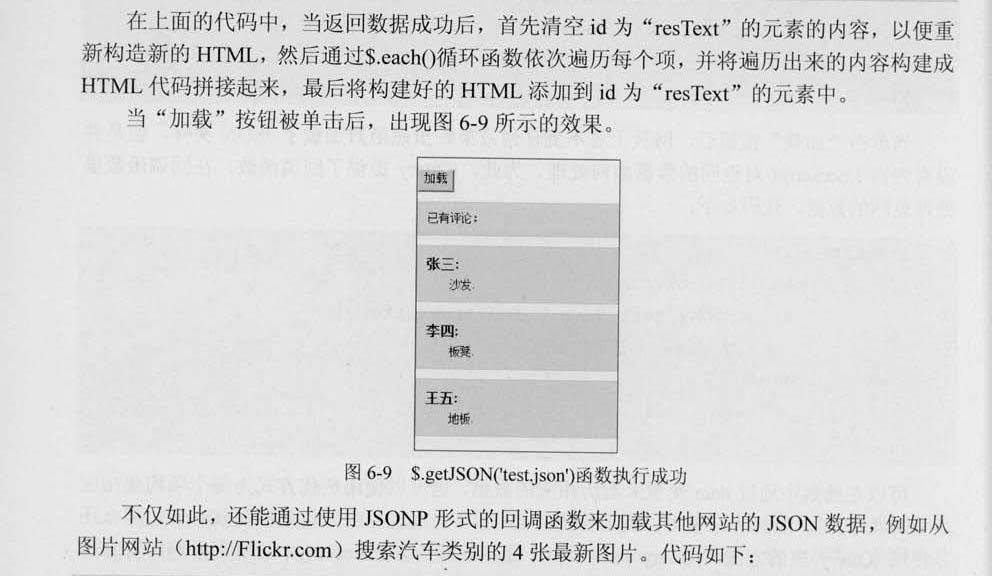 在上面的代码中，当返回数据成功后，首先清空 id 为“resText”的元素的内容，以便重
新构造新的 HTML，然后通过$.each()循环函数依次遍历每个项，并将遍历出来的内容构建成
HTML 代码拼接起来，最后将构建好的 HTML 添加到 id 为“resText”的元素中。
当“加载”按钮被单击后，出现图 6-9 所示的效果。
加载
已有评论：
张三:
沙发.
李四:
板凳.
王五:
地板.
图 6-9 $.getJSON('test.json')函数执行成功
不仅如此，还能通过使用 JSONP 形式的回调函数来加载其他网站的 JSON 数据，例如从
图片网站（http://Flickr.com）搜索汽车类别的 4 张最新图片。代码如下：